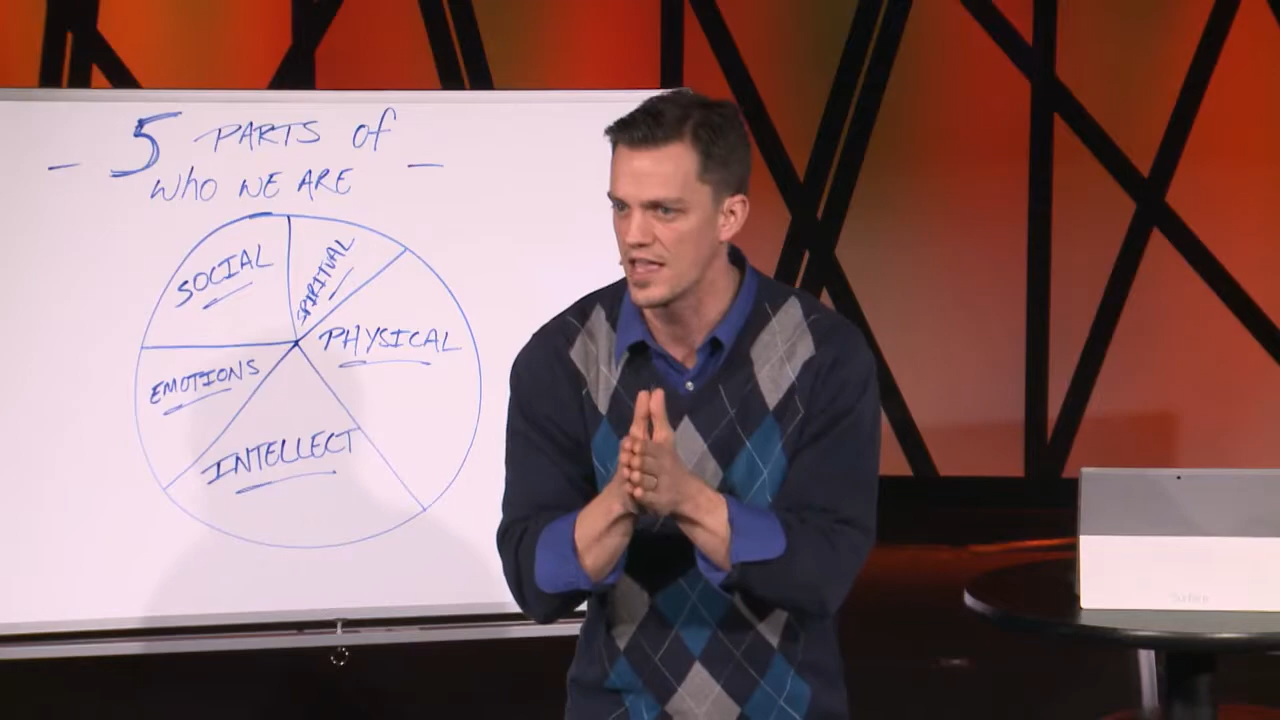 5 PARTS of
WHO WE ARE
SOCIAL
SPIRITUAL
PHYSICAL
EMOTIONS
INTELLECT